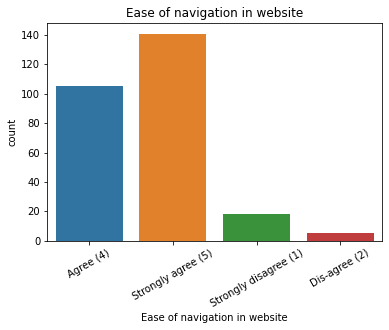 Ease of navigation in website
140
120
100
80
60
40
20
0
count
Agree (4)
Strongly agree (5)
Strongly disagree (1)
Dis-agree (2)
Ease of navigation in website